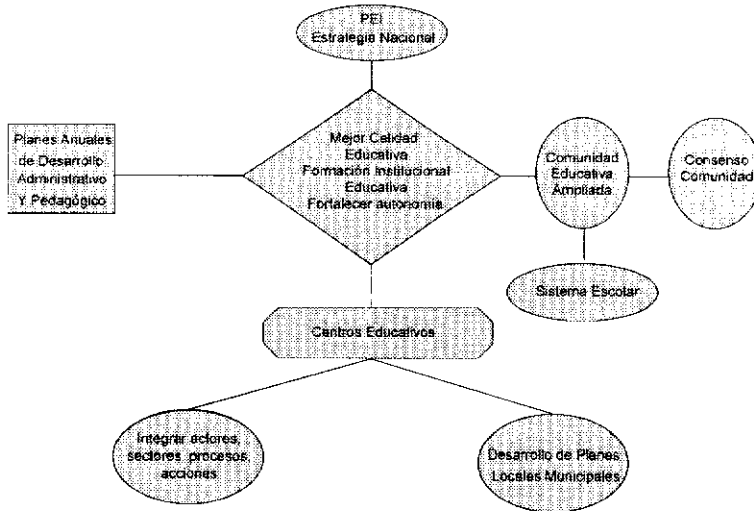 PEI
Estrategia Nacional
Planes Anuales
de Desarrollo
Administrativo
Y Pedagógico
Mejor Calidad
Educativa
Formación Institucional
Educativa
Fortalecer autonomía
Comunidad
Educativa
Ampliada
Consenso
Comunidad
Sistema Escolar
Centros Educativos
Integrar actores,
sectores, procesos,
acciones
Desarrollo de Planes
Locales Municipales